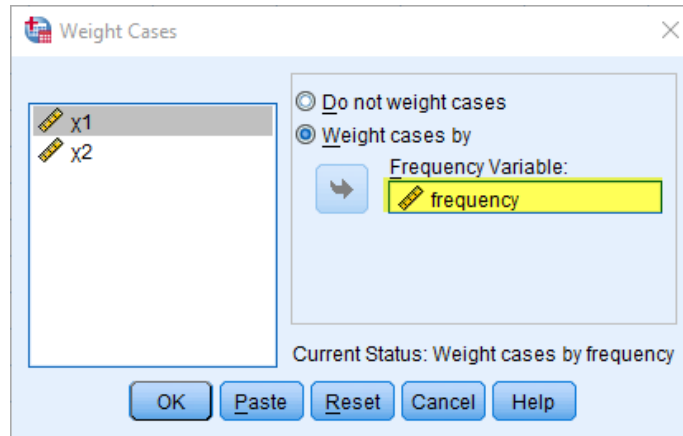 Weight Cases
χ1
χ2
Do not weight cases
Weight cases by
Frequency Variable:
frequency
Current Status: Weight cases by frequency
OK Paste Reset Cancel Help